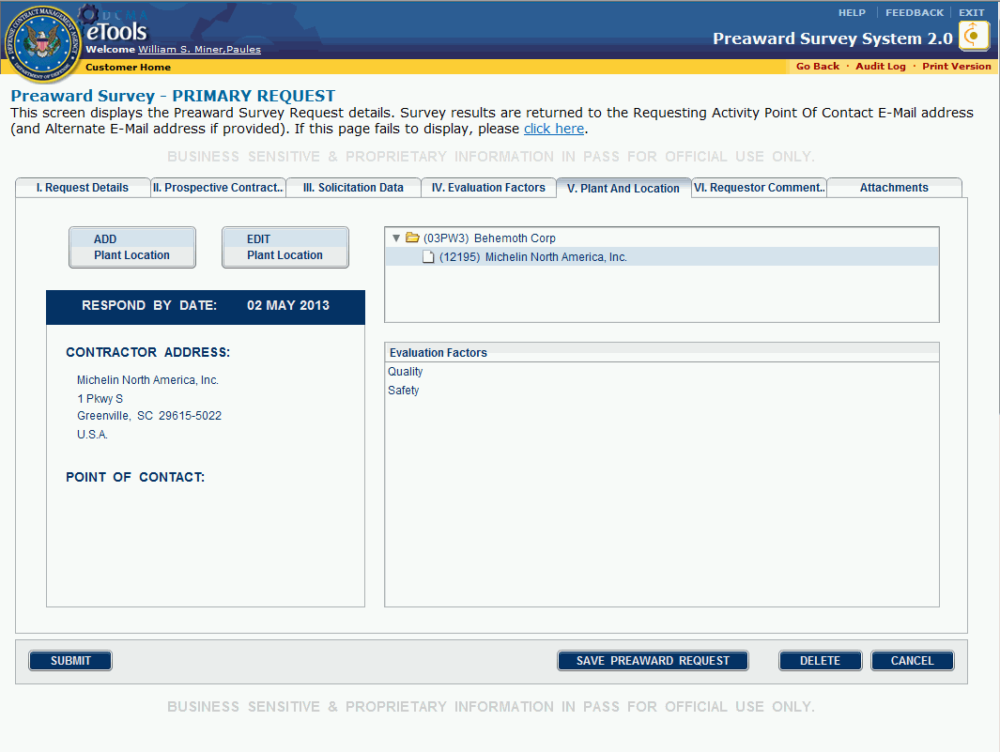 HELP FEEDBACK EXIT
DCMA
eTools
DEFENSE CONTRACT MANAGEMENT AGENCY
DEPARTMENT OF DEFENSE
Welcome William S. Miner,Paules
Preaward Survey System 2.0
Customer Home
Go Back · Audit Log · Print Version
Preaward Survey - PRIMARY REQUEST
This screen displays the Preaward Survey Request details. Survey results are returned to the Requesting Activity Point Of Contact E-Mail address
(and Alternate E-Mail address if provided). If this page fails to display, please click here.
BUSINESS SENSITIVE & PROPRIETARY INFORMATION IN PASS FOR OFFICIAL USE ONLY.
I. Request Details II. Prospective Contract.. III. Solicitation Data IV. Evaluation Factors V. Plant And Location VI. Requestor Comment.. Attachments
ADD
Plant Location
EDIT
Plant Location
(03PW3) Behemoth Corp
(12195) Michelin North America, Inc.
RESPOND BY DATE: 02 MAY 2013
CONTRACTOR ADDRESS:
Michelin North America, Inc.
1 Pkwy S
Greenville, SC 29615-5022
U.S.A.
POINT OF CONTACT:
Evaluation Factors
Quality
Safety
SUBMIT SAVE PREAWARD REQUEST DELETE CANCEL
BUSINESS SENSITIVE & PROPRIETARY INFORMATION IN PASS FOR OFFICIAL USE ONLY.